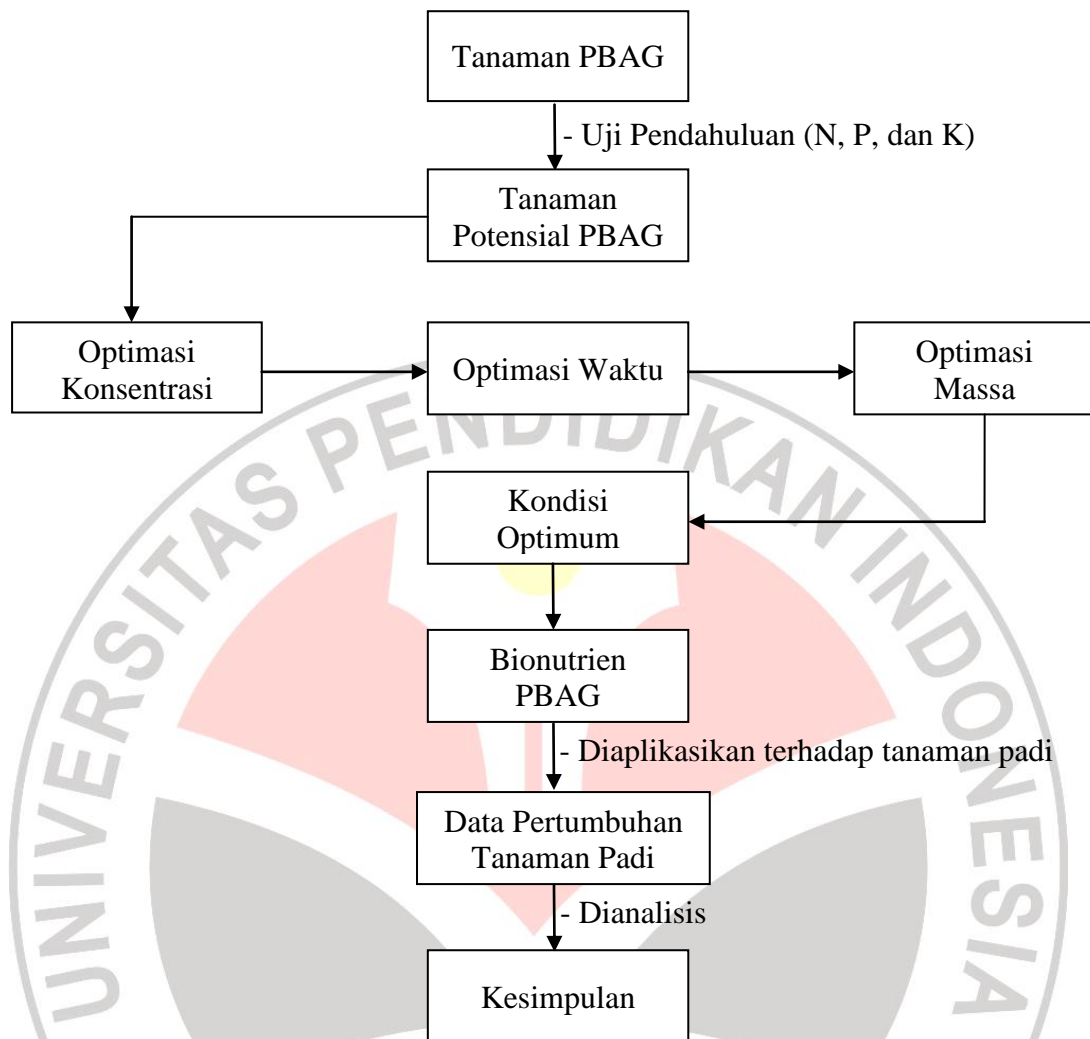 Tanaman PBAG
- Uji Pendahuluan (N, P, dan K)
Tanaman
Potensial PBAG
Optimasi
Konsentrasi
Optimasi Waktu
Optimasi
Massa
Kondisi
Optimum
Bionutrien
PBAG
- Diaplikasikan terhadap tanaman padi
Data Pertumbuhan
Tanaman Padi
- Dianalisis
Kesimpulan
UNIVERSITAS PENDIDIKAN INDONESIA